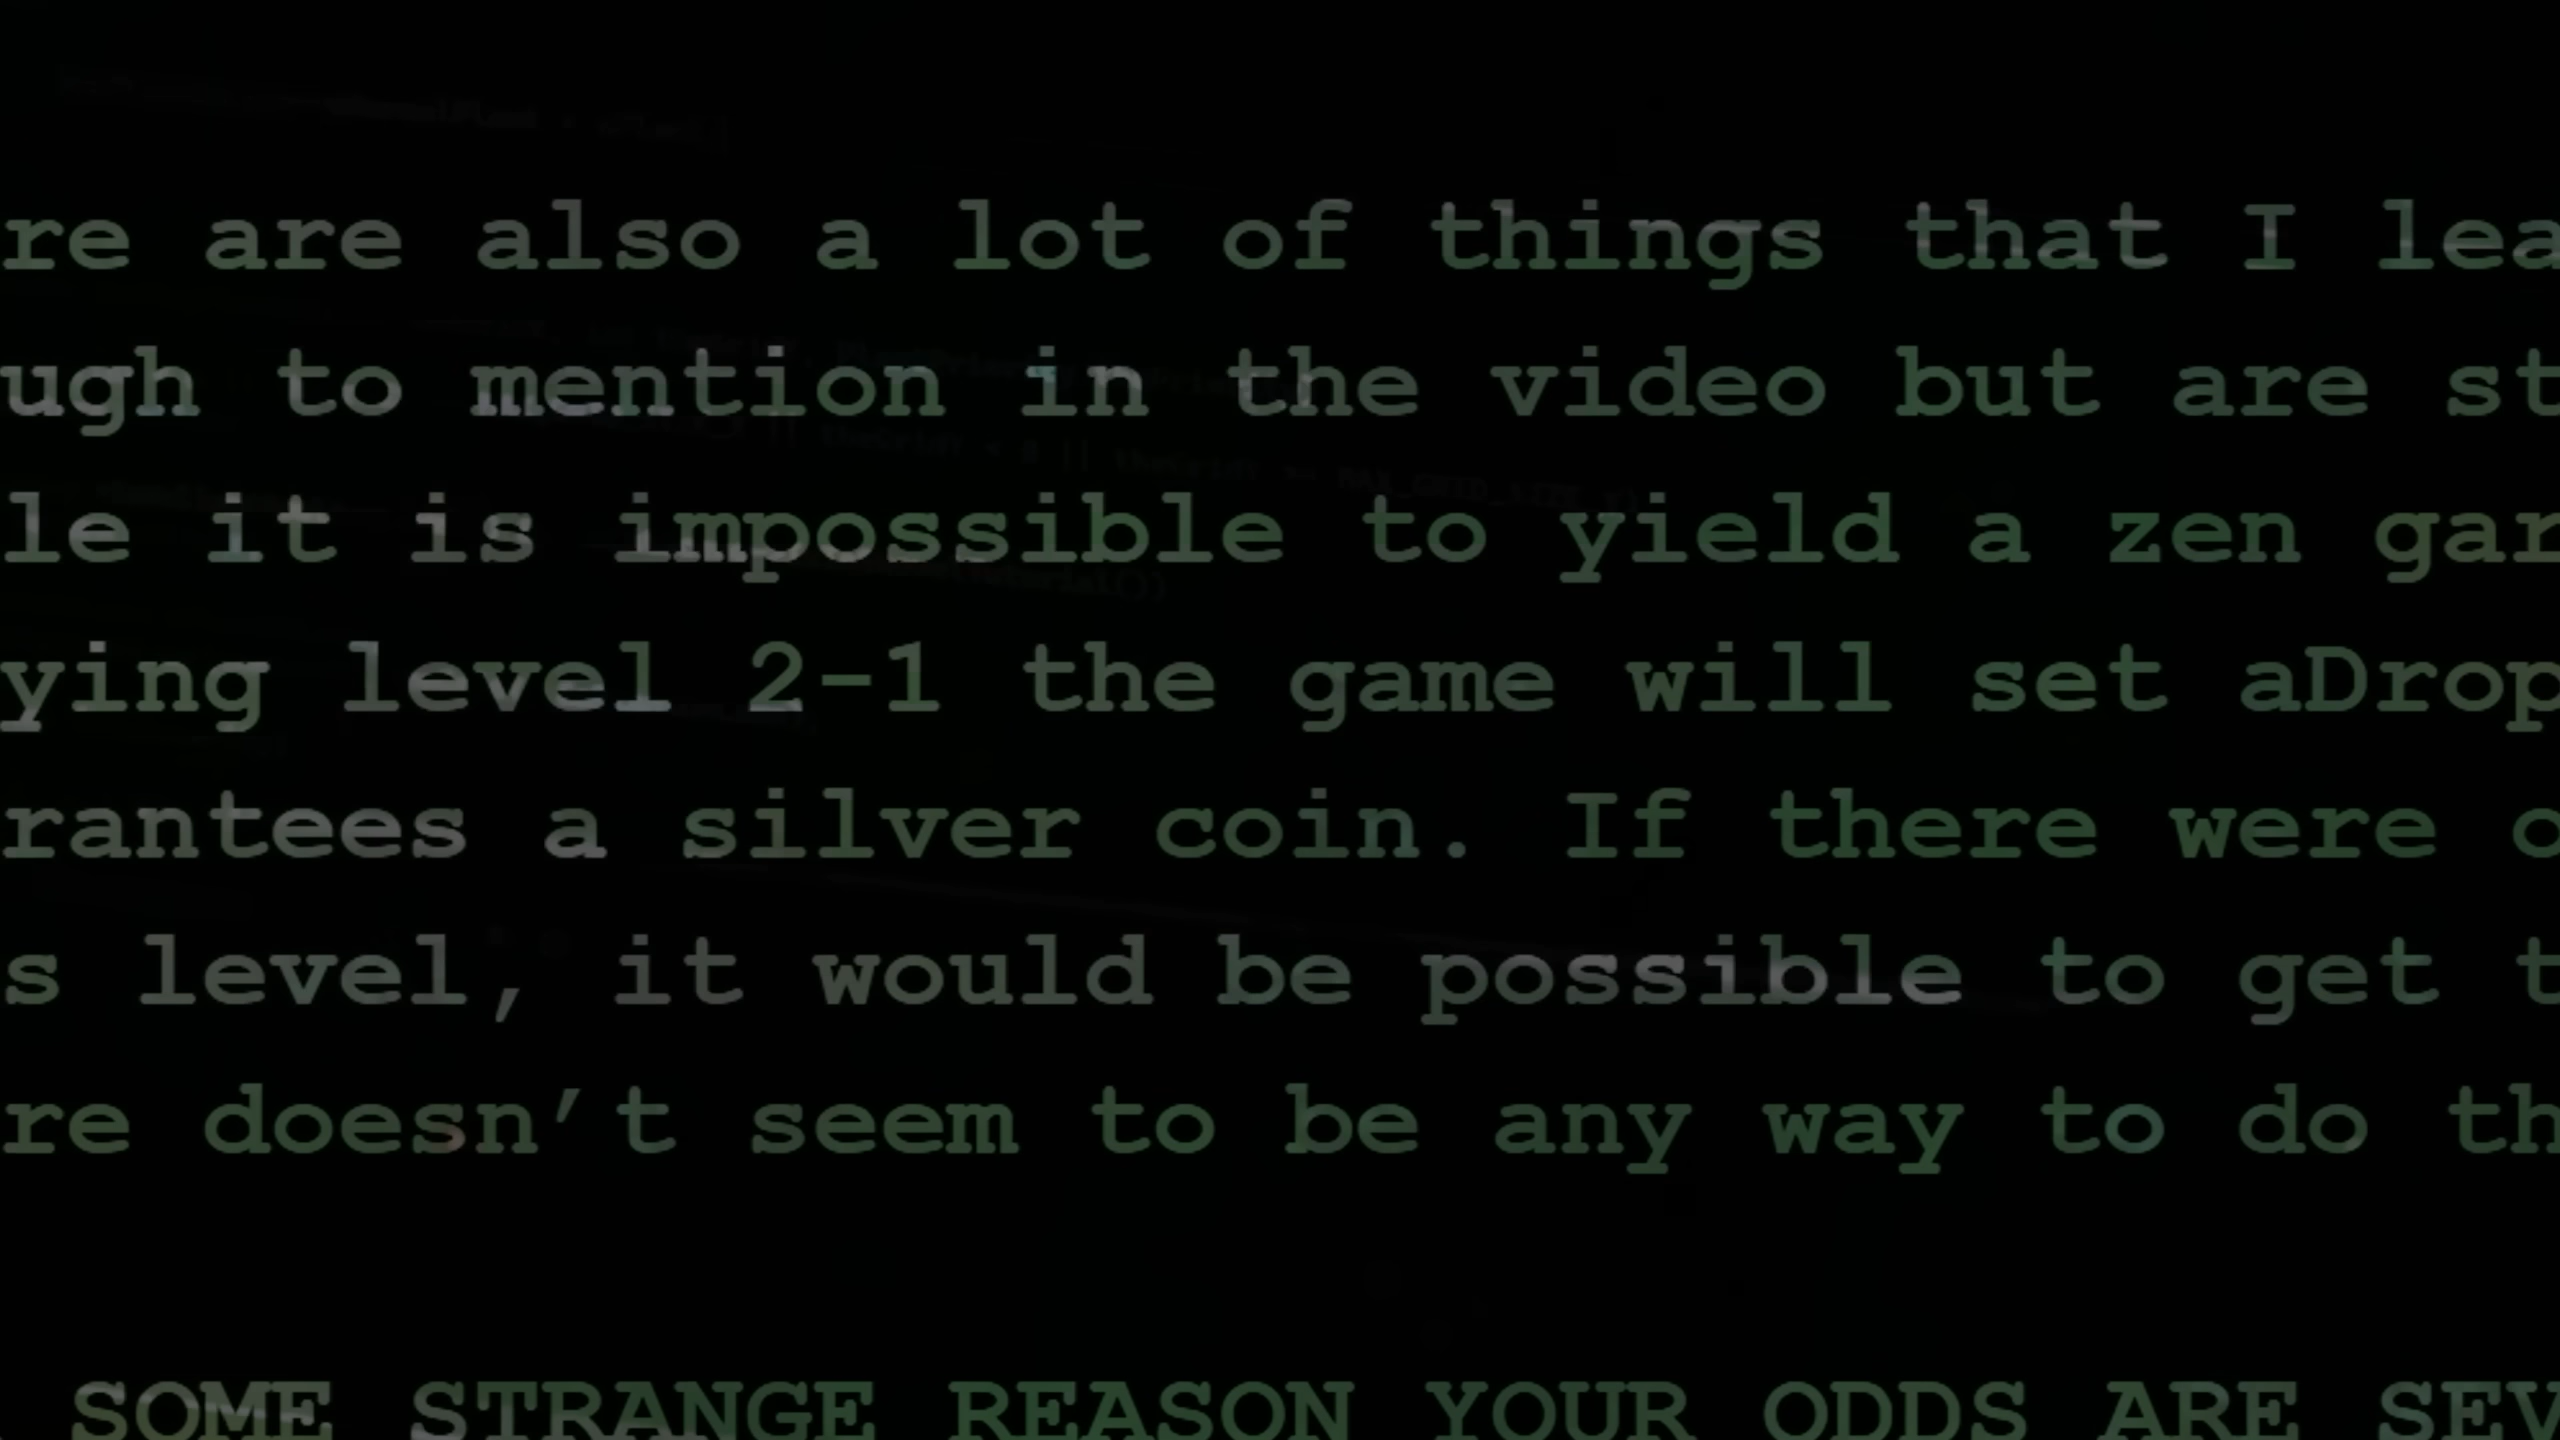 re are also a lot of things that I lea
ugh to mention in the video but are st
le it is impossible to yield a zen gar
ying level 2-1 the game will set aDrop
rantees a silver coin. If there were o
s level, it would be possible to get t
re doesn’t seem to be any way to do th
SOME STRANGE REASON YOUR ODDS ARE SEV